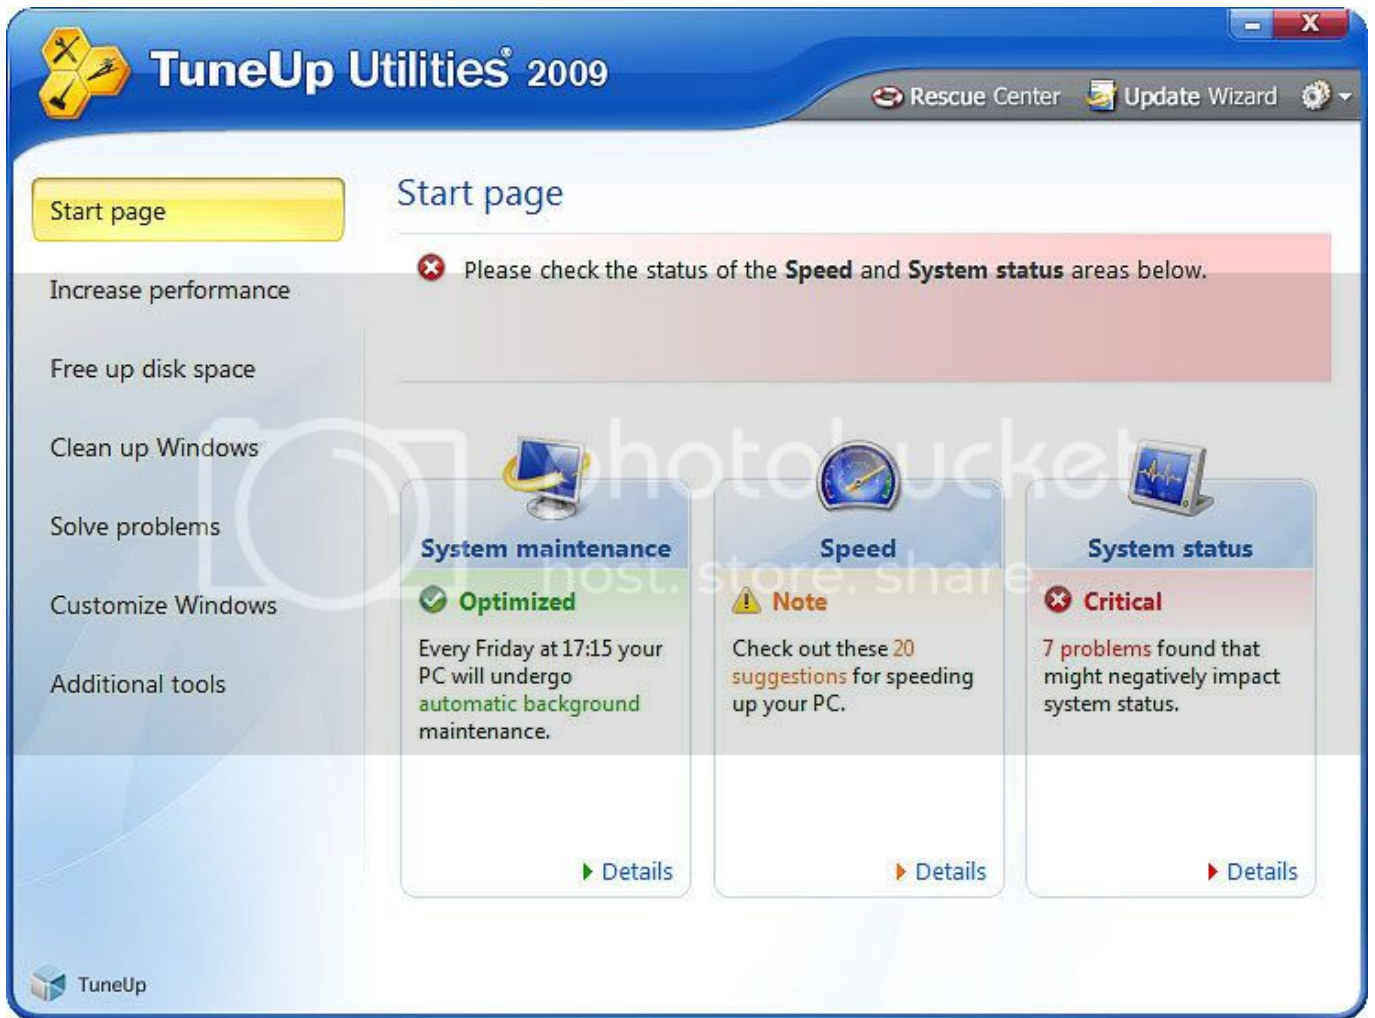 TuneUp Utilities® 2009
X
Rescue Center
Update Wizard
Start page
Increase performance
Free up disk space
Clean up Windows
Solve problems
Customize Windows
Additional tools
TuneUp
Start page
Please check the status of the Speed and System status areas below.
photobucket
host. store. share.
System maintenance
Optimized
Every Friday at 17:15 your
PC will undergo
automatic background
maintenance.
Details
Speed
Note
Check out these 20
suggestions for speeding
up your PC.
Details
System status
Critical
7 problems found that
might negatively impact
system status.
Details